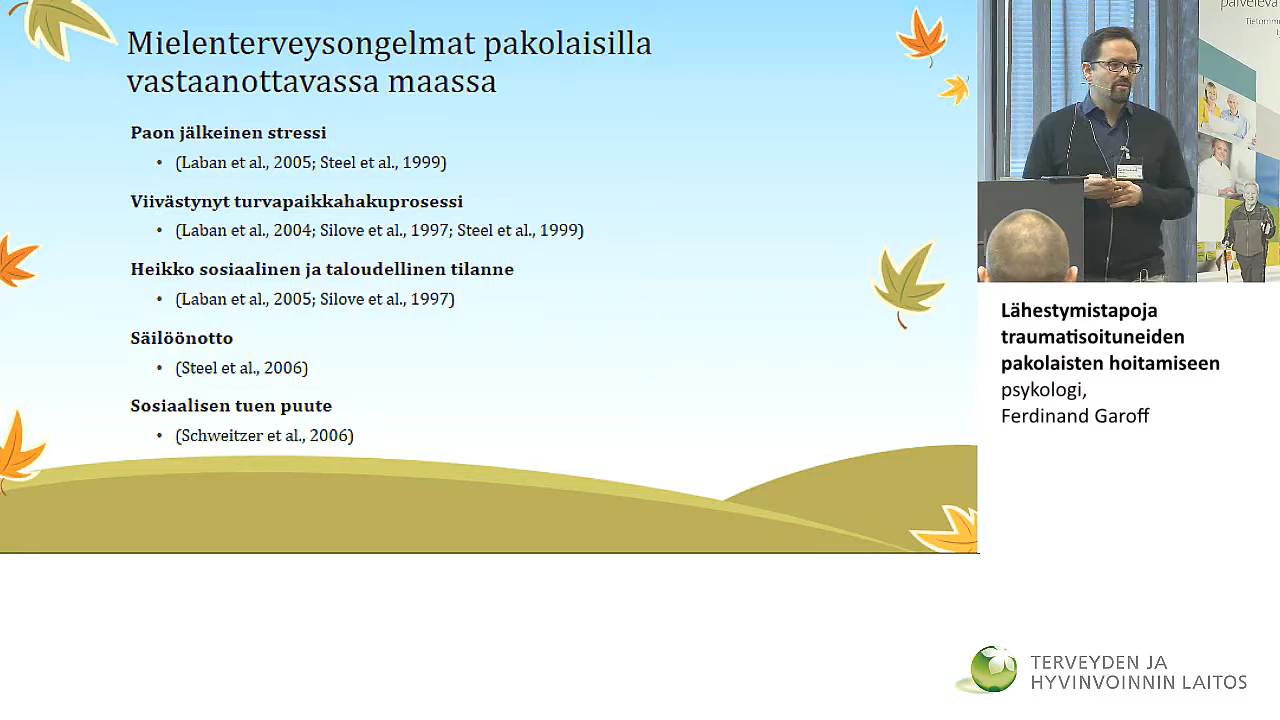 Mielenterveysongelmat pakolaisilla
vastaanottavassa maassa
Paon jälkeinen stressi
• (Laban et al., 2005; Steel et al., 1999)
Viivästynyt turvapaikkahakuprosessi
• (Laban et al., 2004; Silove et al., 1997; Steel et al., 1999)
Heikko sosiaalinen ja taloudellinen tilanne
• (Laban et al., 2005; Silove et al., 1997)
Säilöönotto
• (Steel et al., 2006)
Sosiaalisen tuen puute
• (Schweitzer et al., 2006)
palveleva
Lähestymistapoja
traumatisoituneiden
pakolaisten hoitamiseen
psykologi,
Ferdinand Garoff
TERVEYDEN JA
HYVINVOINNIN LAITOS